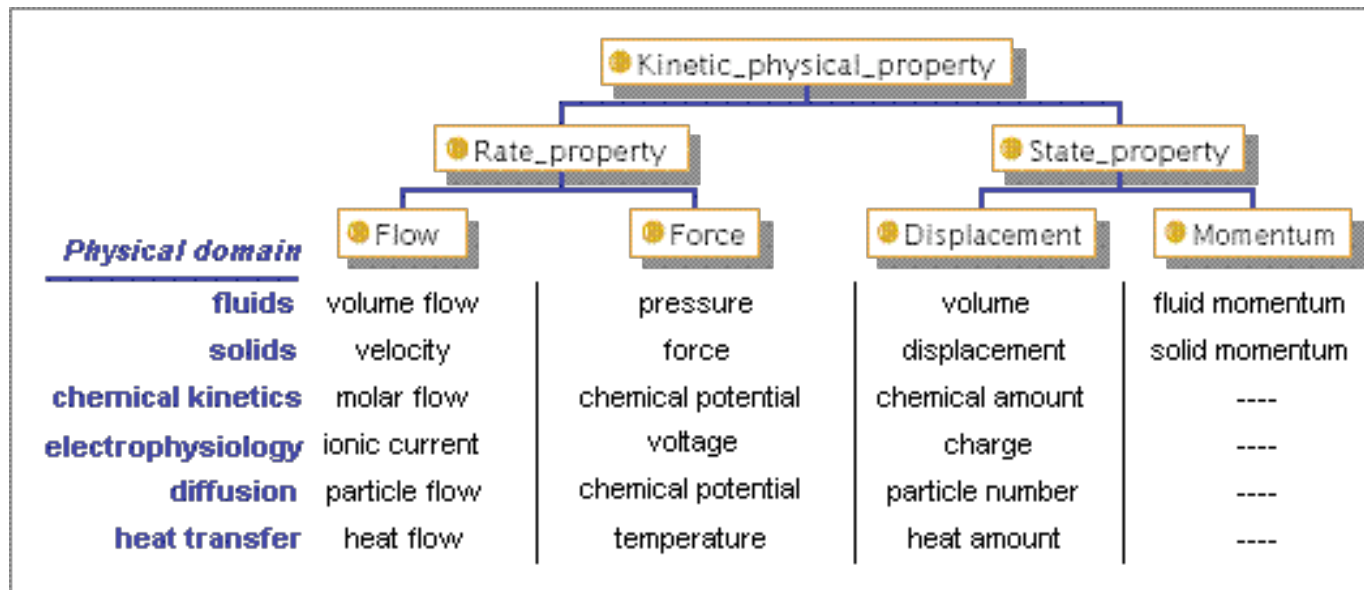 Kinetic_physical_property
Rate_property State_property
Flow Force Displacement Momentum
Physical domain
fluids volume flow pressure volume fluid momentum
solids velocity force displacement solid momentum
chemical kinetics molar flow chemical potential chemical amount ----
electrophysiology ionic current voltage charge ----
diffusion particle flow chemical potential particle number ----
heat transfer heat flow temperature heat amount ----